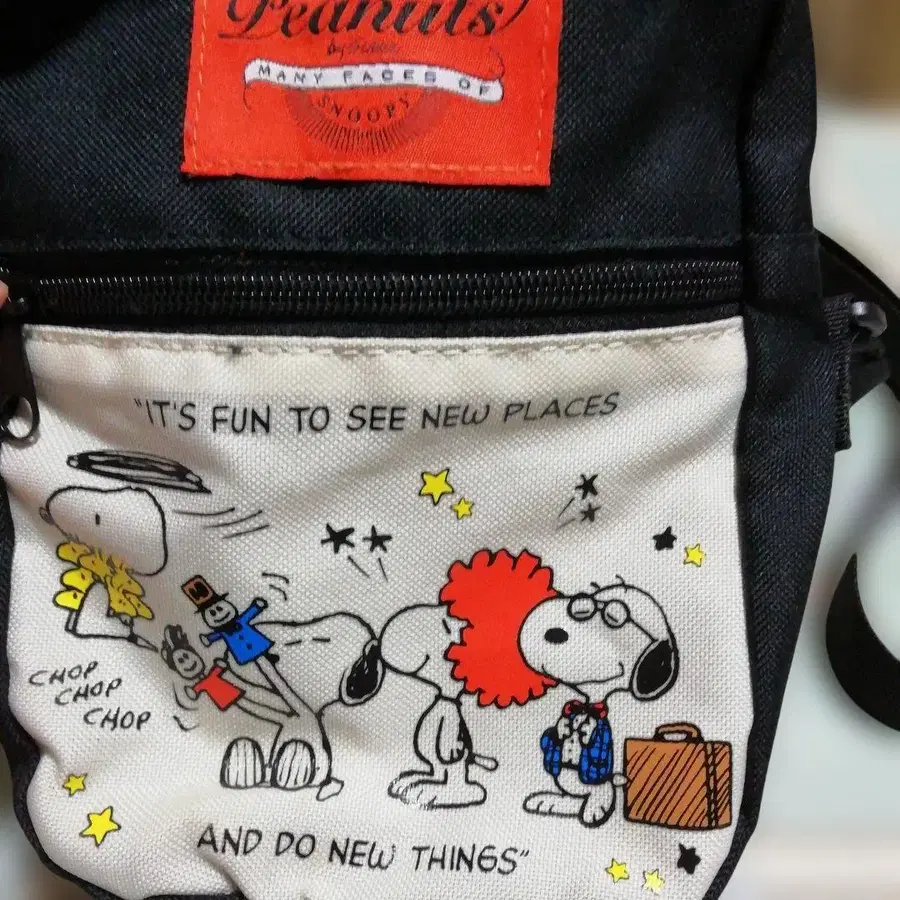 Peanuts
MANY FACES OF
SNOOPY
"IT'S FUN TO SEE NEW PLACES
CHOP
CHOP
CHOP
AND DO NEW THINGS"